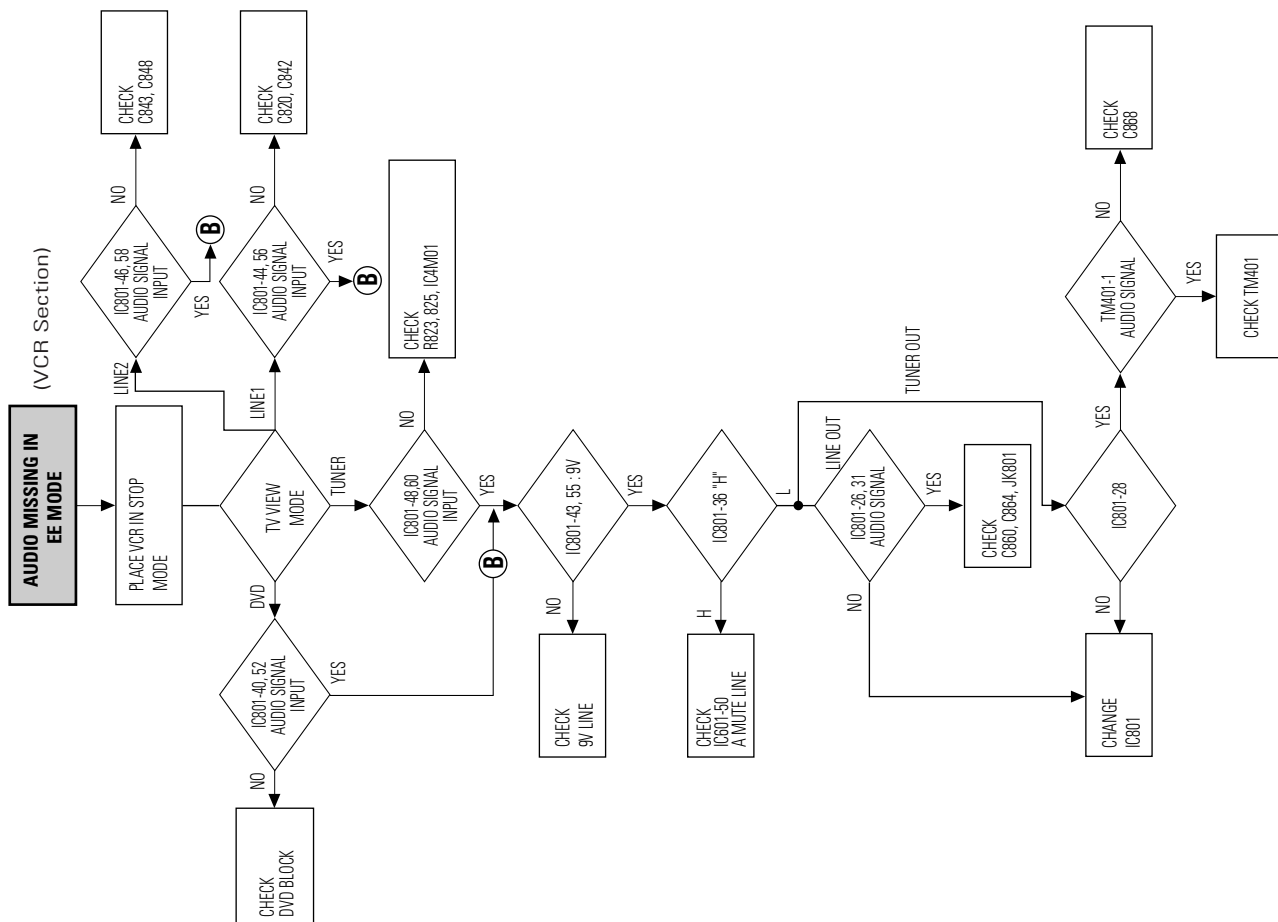 AUDIO MISSING IN
EE MODE
(VCR Section)
PLACE VCR IN STOP
MODE
TV VIEW
MODE
DVD
LINE2
LINE1
TUNER
IC801-40, 52
AUDIO SIGNAL
INPUT
NO
YES
CHECK
DVD BLOCK
IC801-46, 58
AUDIO SIGNAL
INPUT
NO
YES
B
CHECK
C843, C848
IC801-44, 56
AUDIO SIGNAL
INPUT
NO
YES
B
CHECK
C820, C842
IC801-48,60
AUDIO SIGNAL
INPUT
NO
YES
CHECK
R823, 825, IC4M01
B
IC801-43, 55 : 9V
NO
YES
CHECK
9V LINE
IC801-36 "H"
H
L
CHECK
IC601-50
A MUTE LINE
LINE OUT
TUNER OUT
IC801-26, 31
AUDIO SIGNAL
NO
YES
CHECK
C860, C864, JK801
IC801-28
NO
YES
CHANGE
IC801
TM401-1
AUDIO SIGNAL
NO
YES
CHECK
C868
CHECK TM401